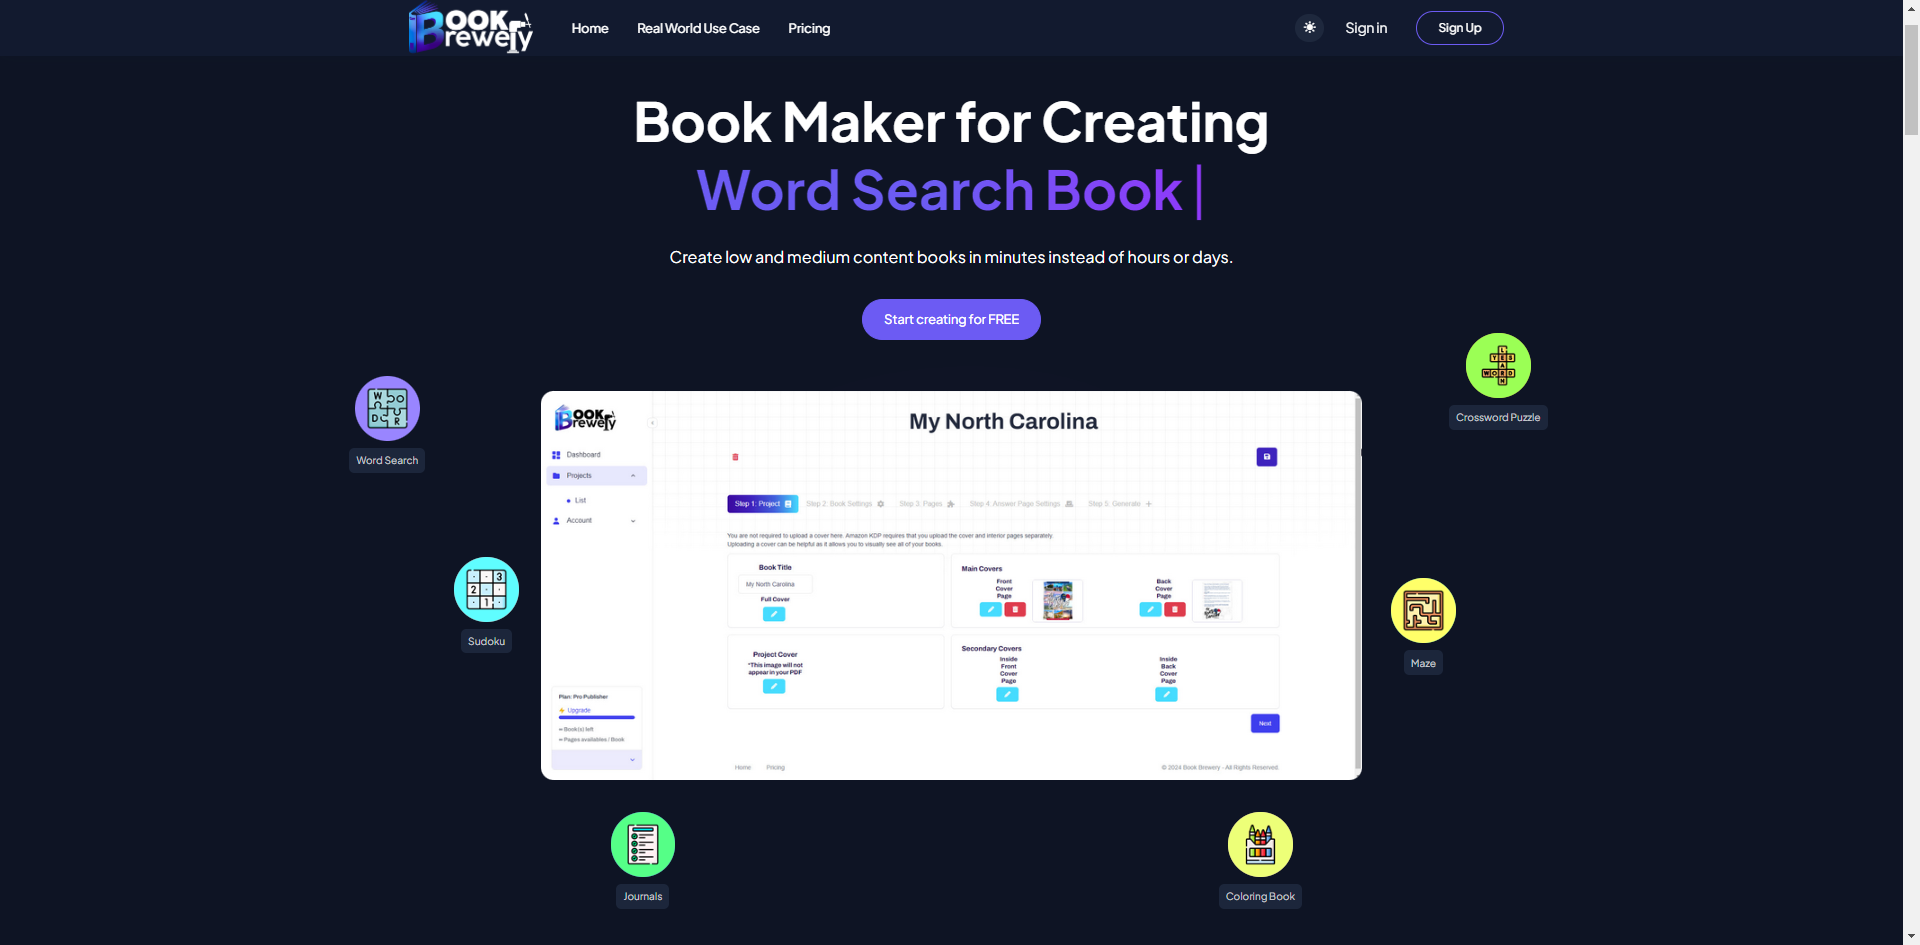 Book Brewery
Home
Real World Use Case
Pricing
Sign in
Sign Up
Book Maker for Creating
Word Search Book |
Create low and medium content books in minutes instead of hours or days.
Start creating for FREE
Word Search
Crossword Puzzle
Sudoku
Maze
Journals
Coloring Book
WORD
3
2
1
Book Brewery
My North Carolina
Dashboard
Projects
List
Account
Step 1: Project
Step 2: Book Settings
Step 3: Pages
Step 4: Answer Page Settings
Step 5: Generate
You are not required to upload a cover here. Amazon KDP requires that you upload the cover and interior pages separately.
Uploading a cover can be helpful as it allows you to visually see all of your books.
Book Title
My North Carolina
Full Cover
Main Covers
Front
Cover
Page
Back
Cover
Page
Project Cover
*This image will not
appear in your PDF
Secondary Covers
Inside
Front
Cover
Page
Inside
Back
Cover
Page
Next
Plan: Pro Publisher
Upgrade
∞ Book(s) left
∞ Pages availables / Book
Home
Pricing
© 2024 Book Brewery - All Rights Reserved.